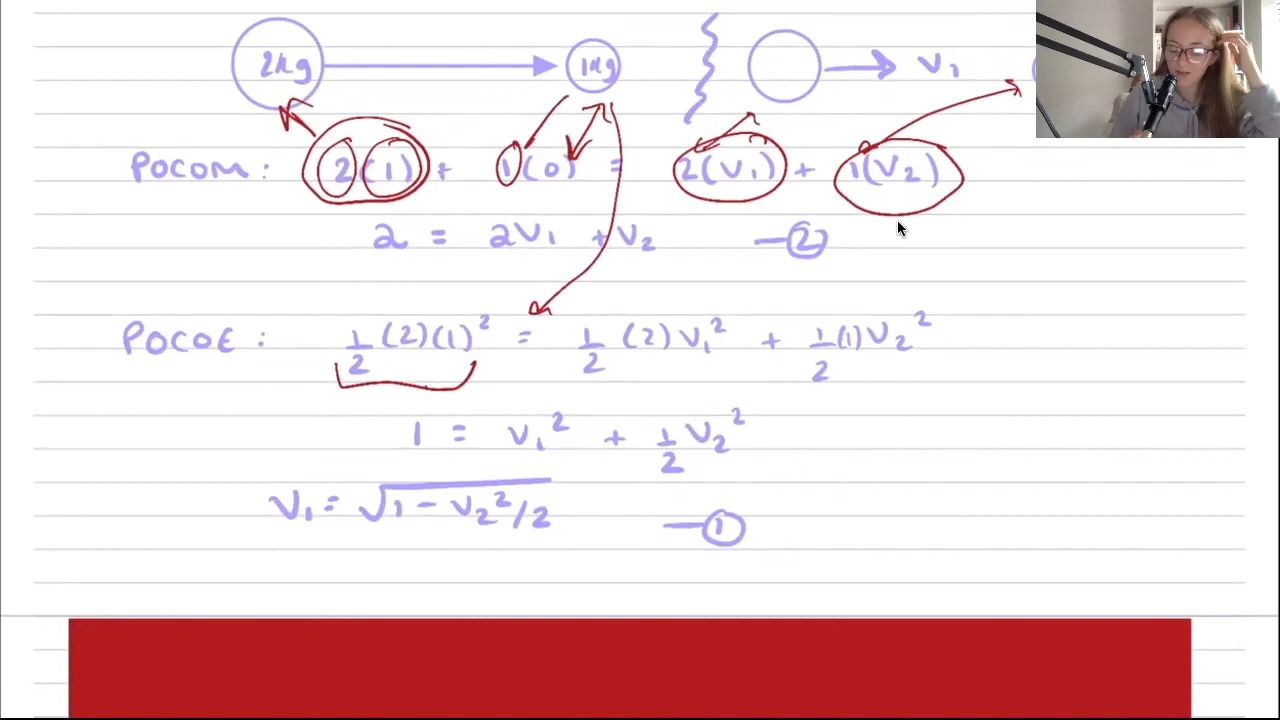 2kg 1kg V₁
POCOM: 2(1) + 1(0) = 2(V₁) + 1(V₂)
2 = 2V₁ + V₂ —②
POCOE: 1/2 (2)(1)² = 1/2 (2)V₁² + 1/2 (1)V₂²
1 = V₁² + 1/2 V₂²
V₁ = √1 - V₂²/2 —①